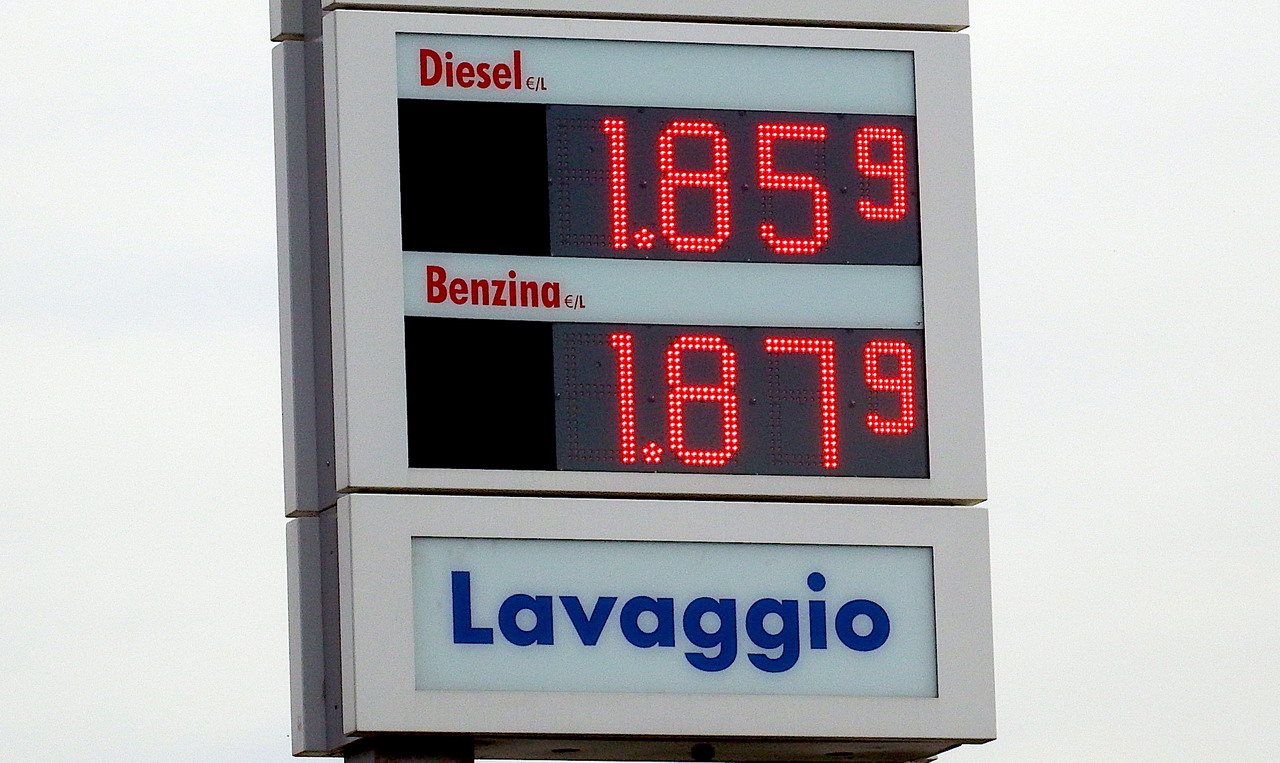 Diesel €/L
1.859
Benzina €/L
1.879
Lavaggio